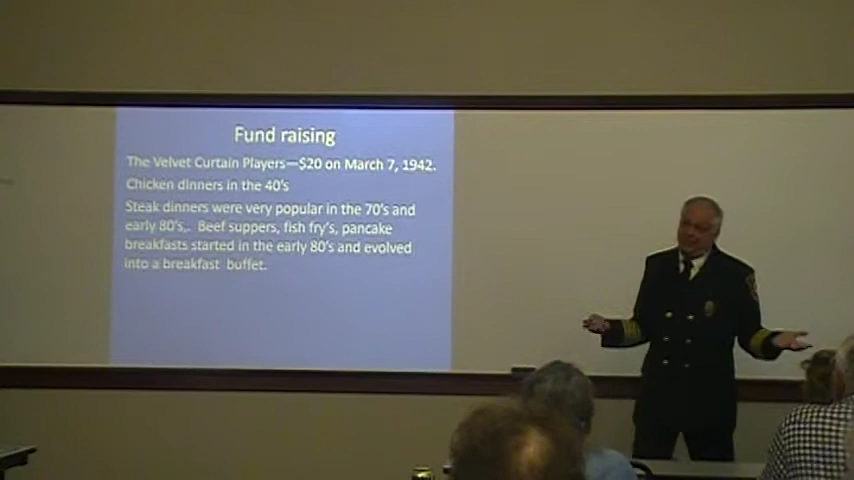 Fund raising
The Velvet Curtain Players—$20 on March 7, 1942.
Chicken dinners in the 40's
Steak dinners were very popular in the 70's and
early 80's,. Beef suppers, fish fry's, pancake
breakfasts started in the early 80's and evolved
into a breakfast buffet.